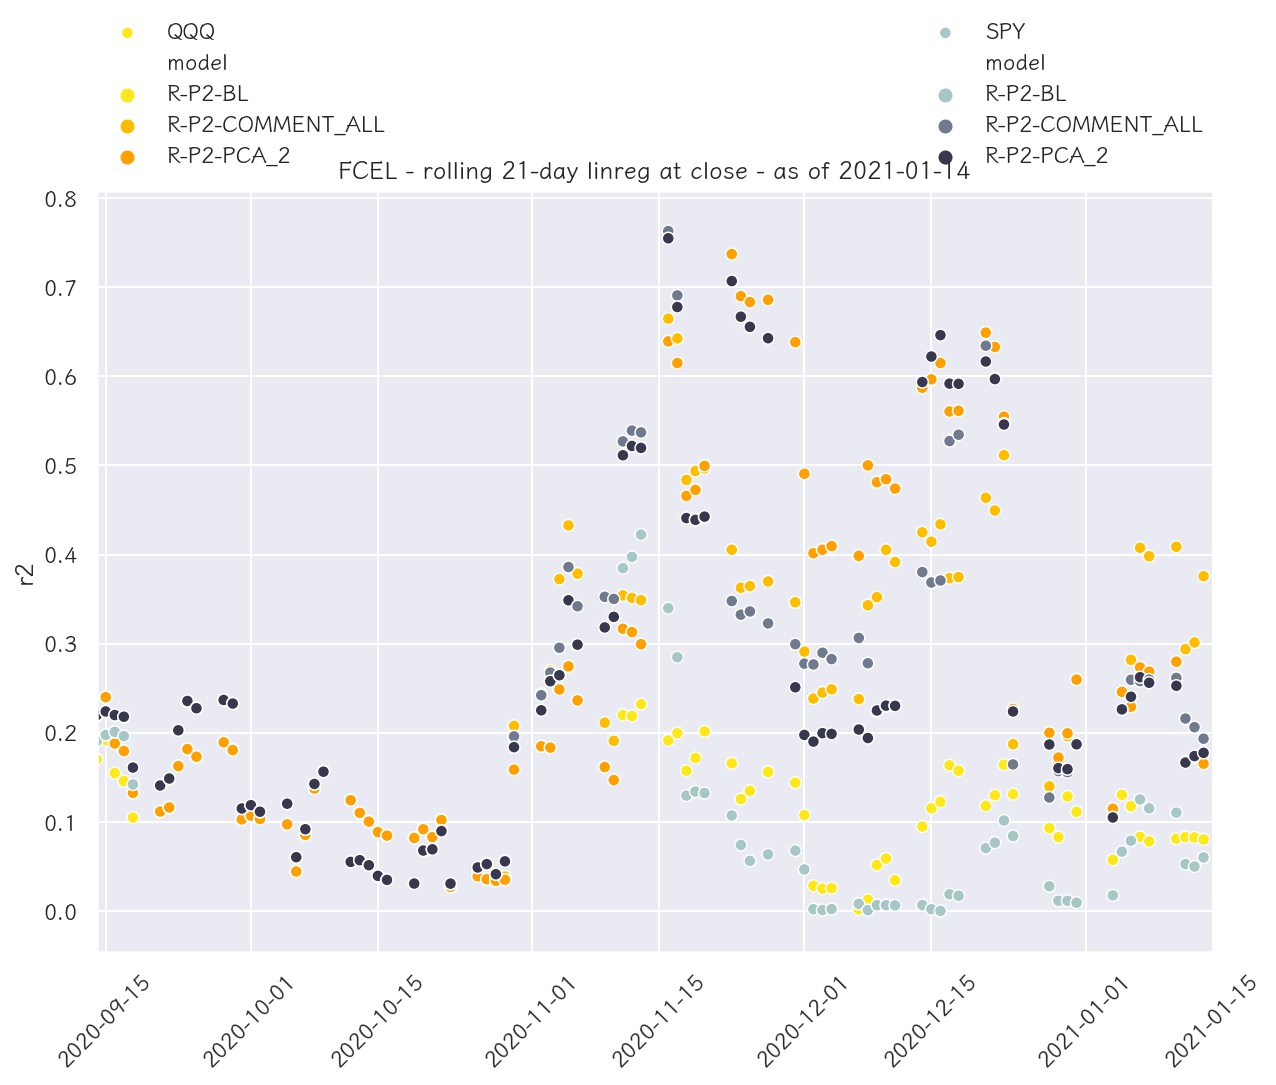 QQQ
model
R-P2-BL
R-P2-COMMENT_ALL
R-P2-PCA_2
SPY
model
R-P2-BL
R-P2-COMMENT_ALL
R-P2-PCA_2
FCEL - rolling 21-day linreg at close - as of 2021-01-14
0.8
0.7
0.6
0.5
0.4
0.3
0.2
0.1
0.0
r2
2020-09-15
2020-10-01
2020-10-15
2020-11-01
2020-11-15
2020-12-01
2020-12-15
2021-01-01
2021-01-15